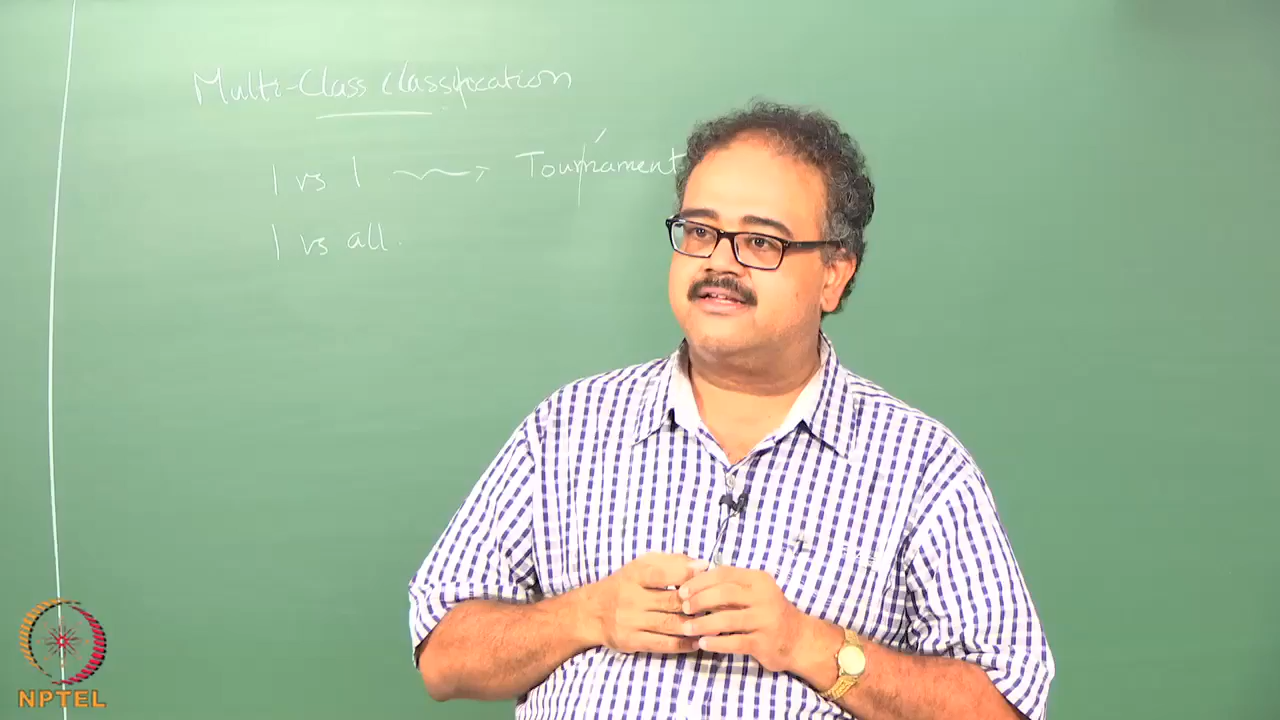 Multi-Class classification
1 vs 1 → Tournament
1 vs all.
NPTEL